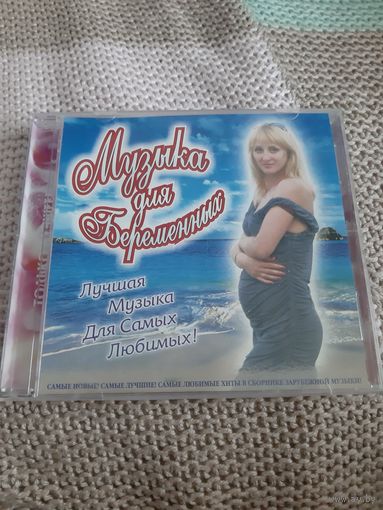 Музыка
для
Беременных
Лучшая
Музыка
Для Самых
Любимых!
САМЫЕ НОВЫЕ! САМЫЕ ЛУЧШИЕ! САМЫЕ ЛЮБИМЫЕ ХИТЫ В СБОРНИКЕ ЗАРУБЕЖНОЙ МУЗЫКИ!